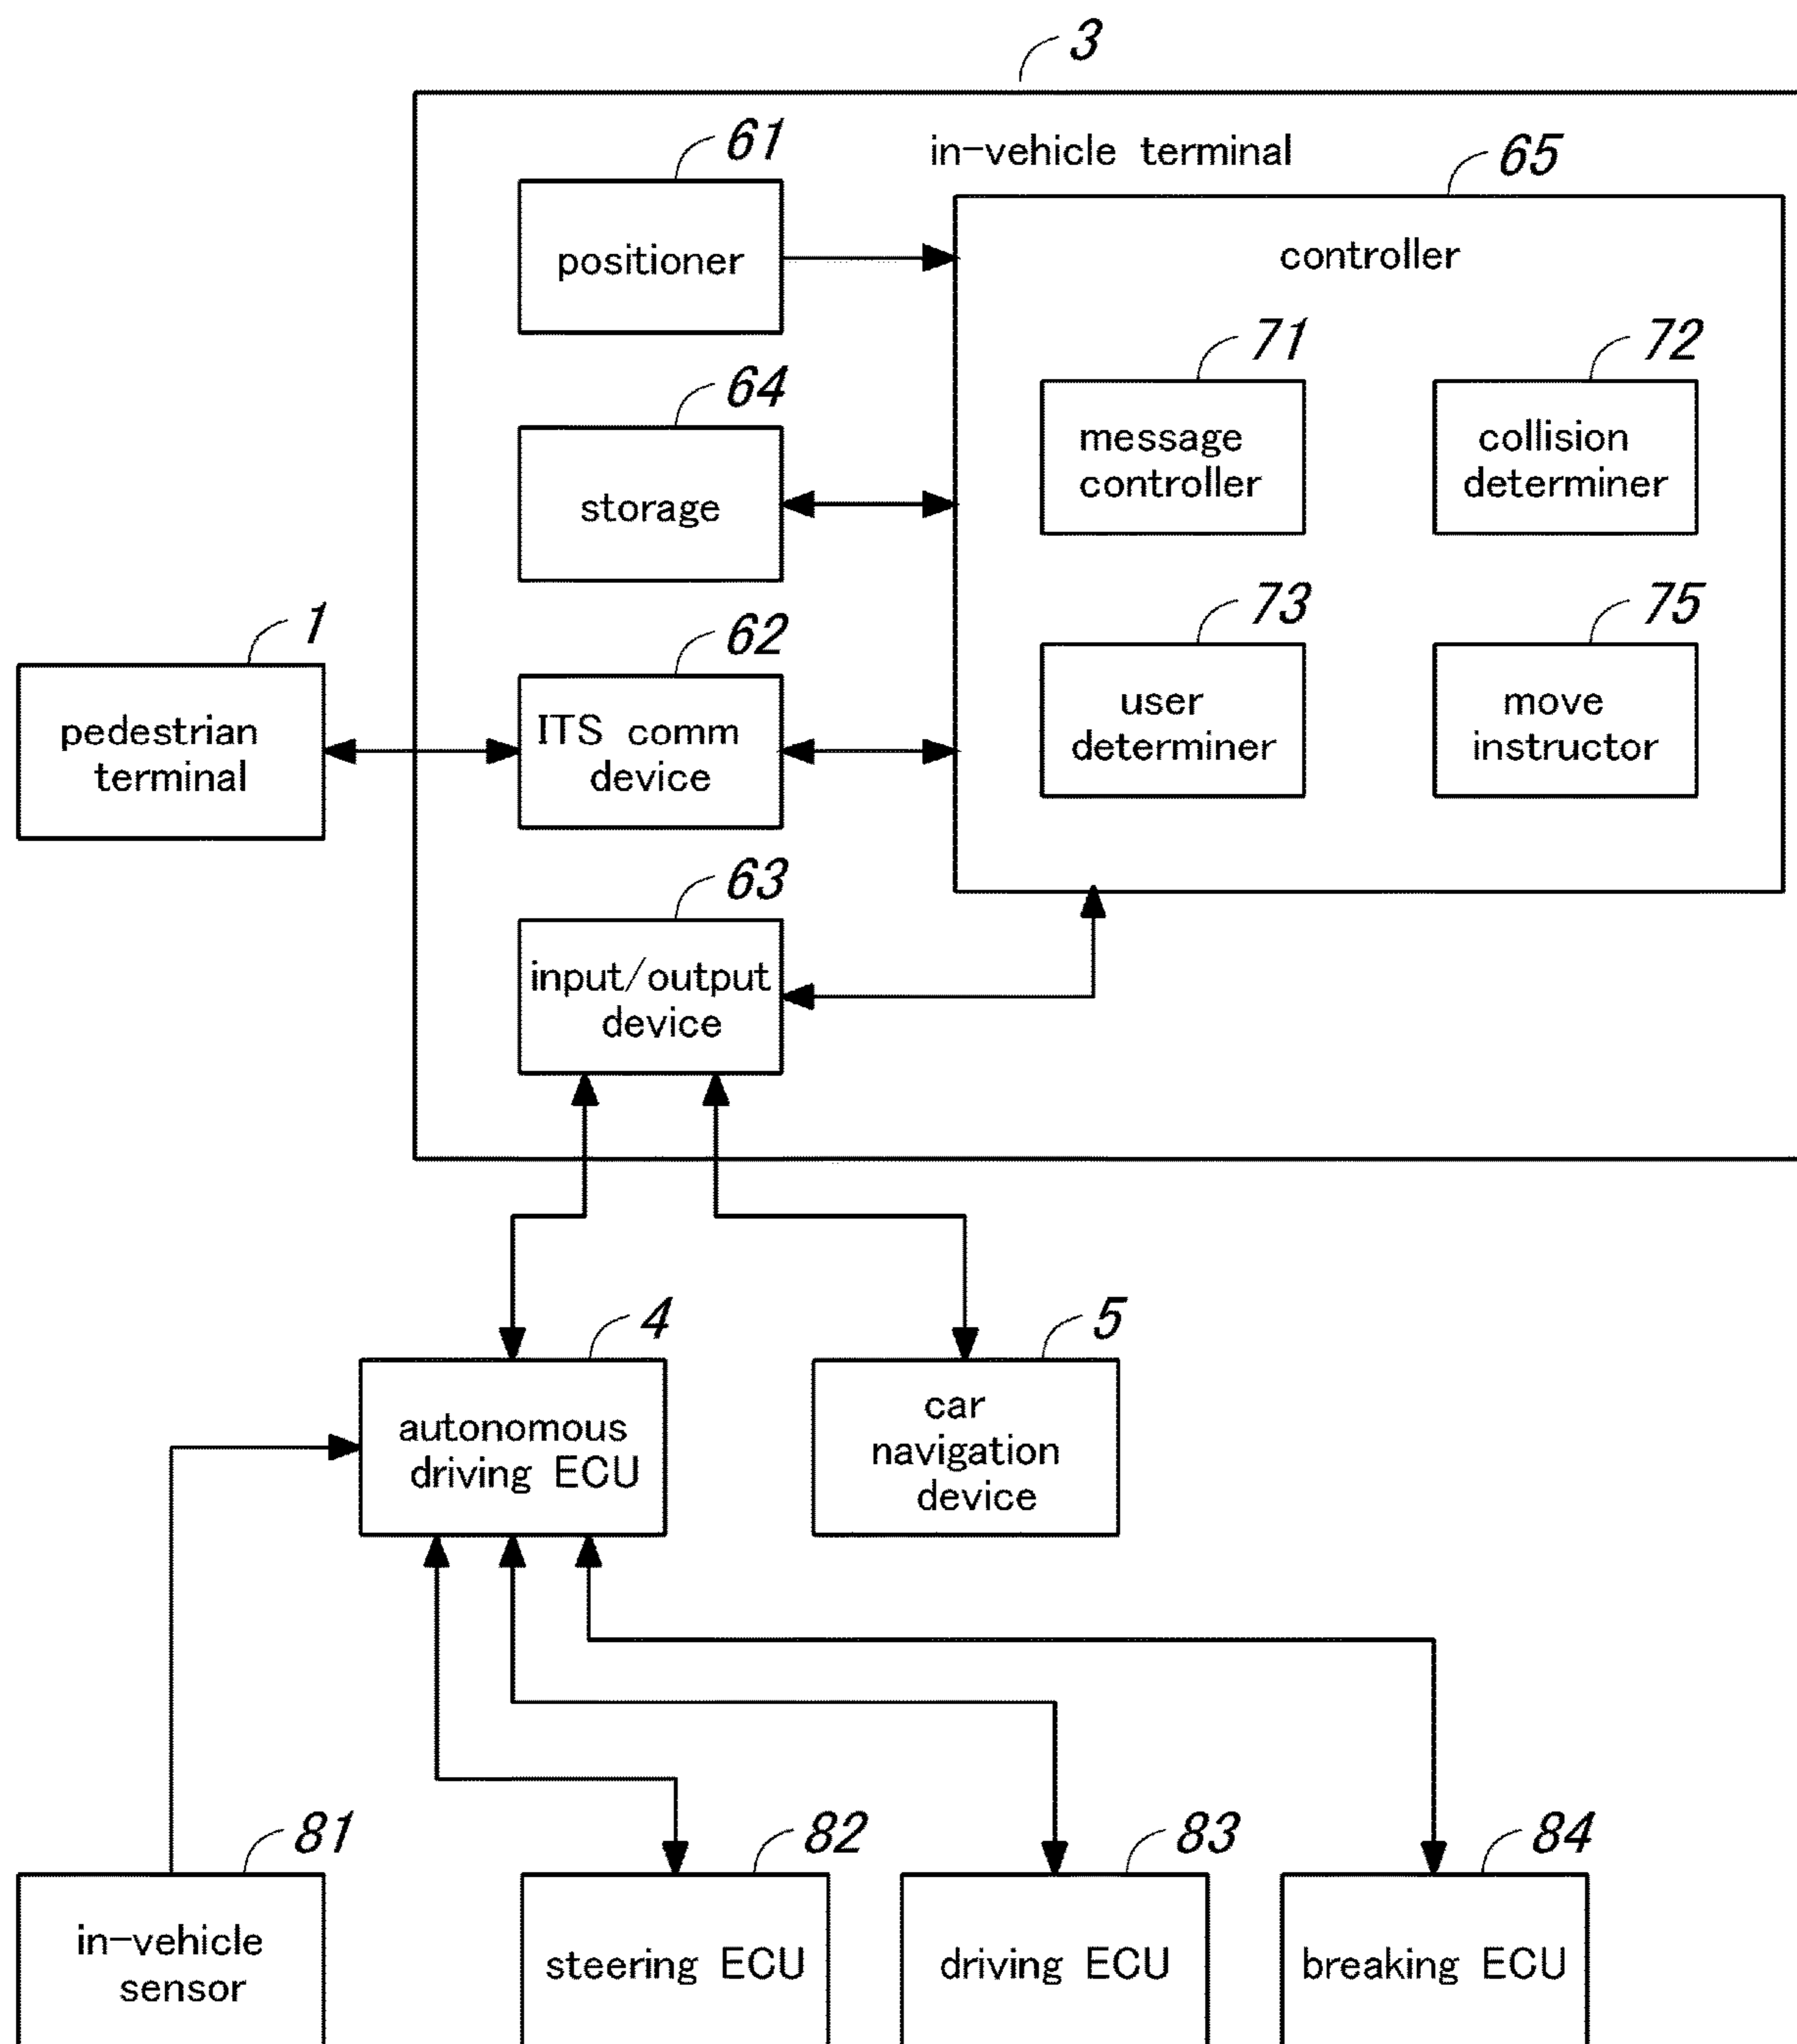 3
in-vehicle terminal
61
positioner
65
controller
64
storage
71
message
controller
72
collision
determiner
1
pedestrian
terminal
62
ITS comm
device
73
user
determiner
75
move
instructor
63
input/output
device
4
autonomous
driving ECU
5
car
navigation
device
81
in-vehicle
sensor
82
steering ECU
83
driving ECU
84
breaking ECU